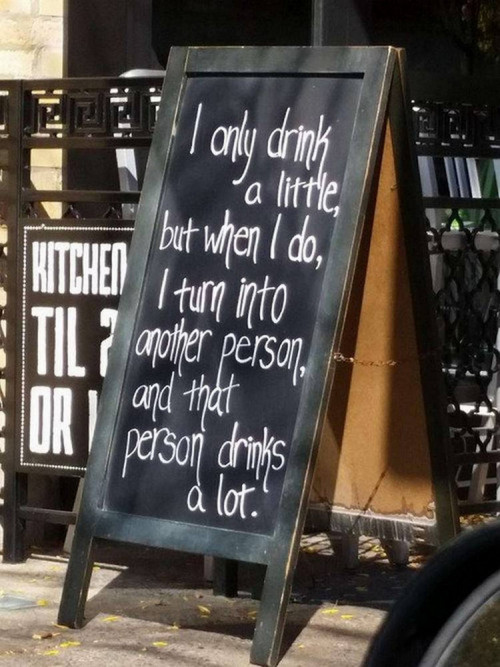 I only drink
a little,
but when I do,
I turn into
another person,
and that
person drinks
a lot.
KITCHEN
TIL
OR